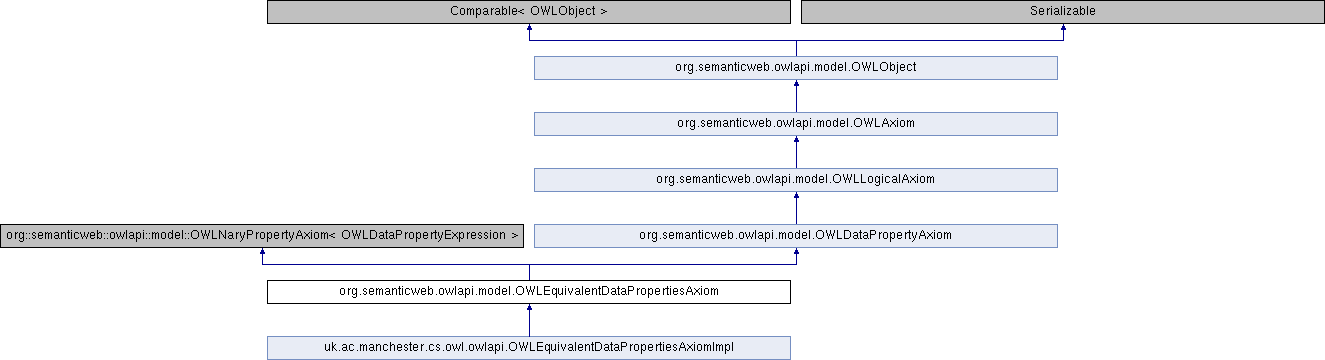 Comparable< OWLObject >
Serializable
org.semanticweb.owlapi.model.OWLObject
org.semanticweb.owlapi.model.OWLAxiom
org.semanticweb.owlapi.model.OWLLogicalAxiom
org::semanticweb::owlapi::model::OWLNaryPropertyAxiom< OWLDataPropertyExpression >
org.semanticweb.owlapi.model.OWLDataPropertyAxiom
org.semanticweb.owlapi.model.OWLEquivalentDataPropertiesAxiom
uk.ac.manchester.cs.owl.owlapi.OWLEquivalentDataPropertiesAxiomImpl